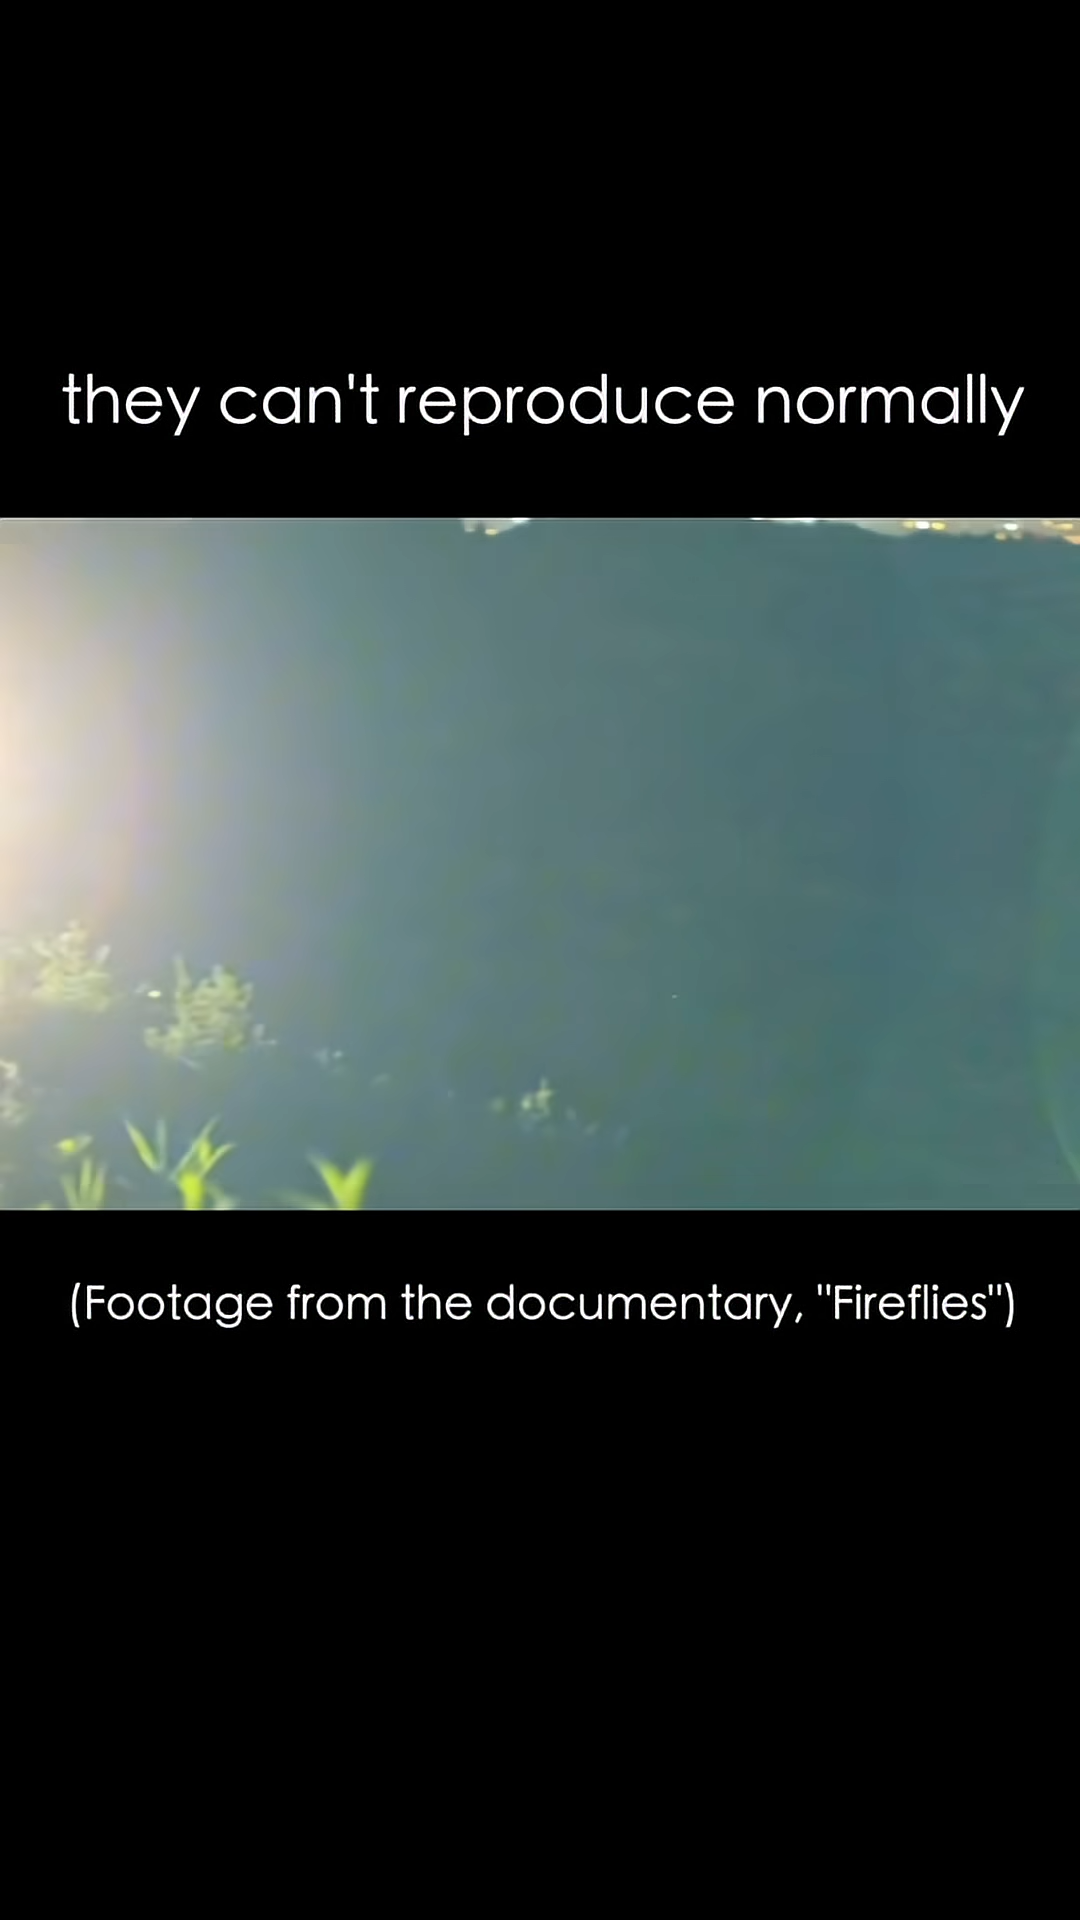 they can't reproduce normally
(Footage from the documentary, "Fireflies")